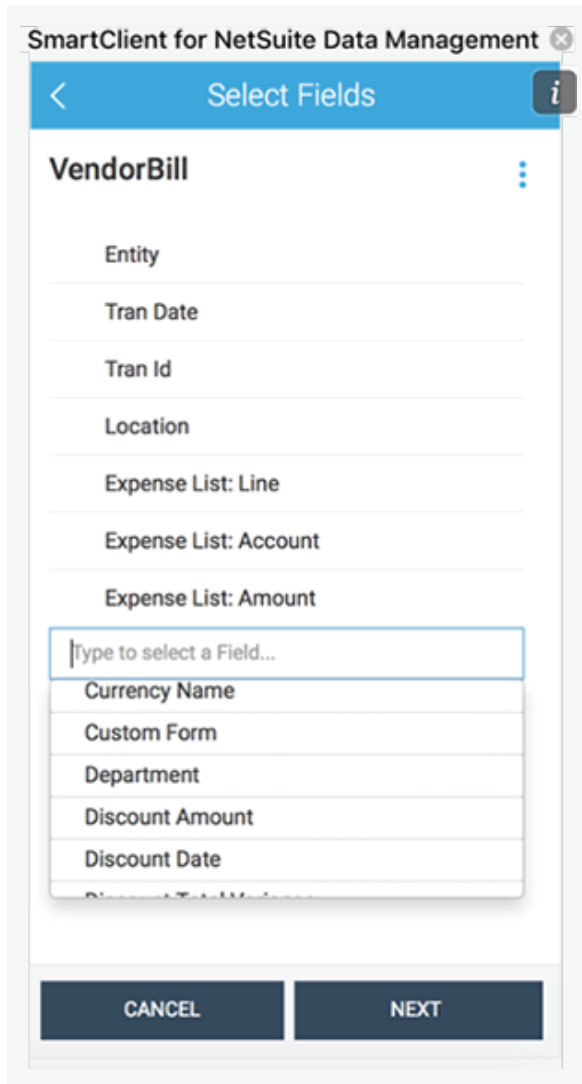 SmartClient for NetSuite Data Management
Select Fields
i
VendorBill
Entity
Tran Date
Tran Id
Location
Expense List: Line
Expense List: Account
Expense List: Amount
Type to select a Field...
Currency Name
Custom Form
Department
Discount Amount
Discount Date
CANCEL NEXT